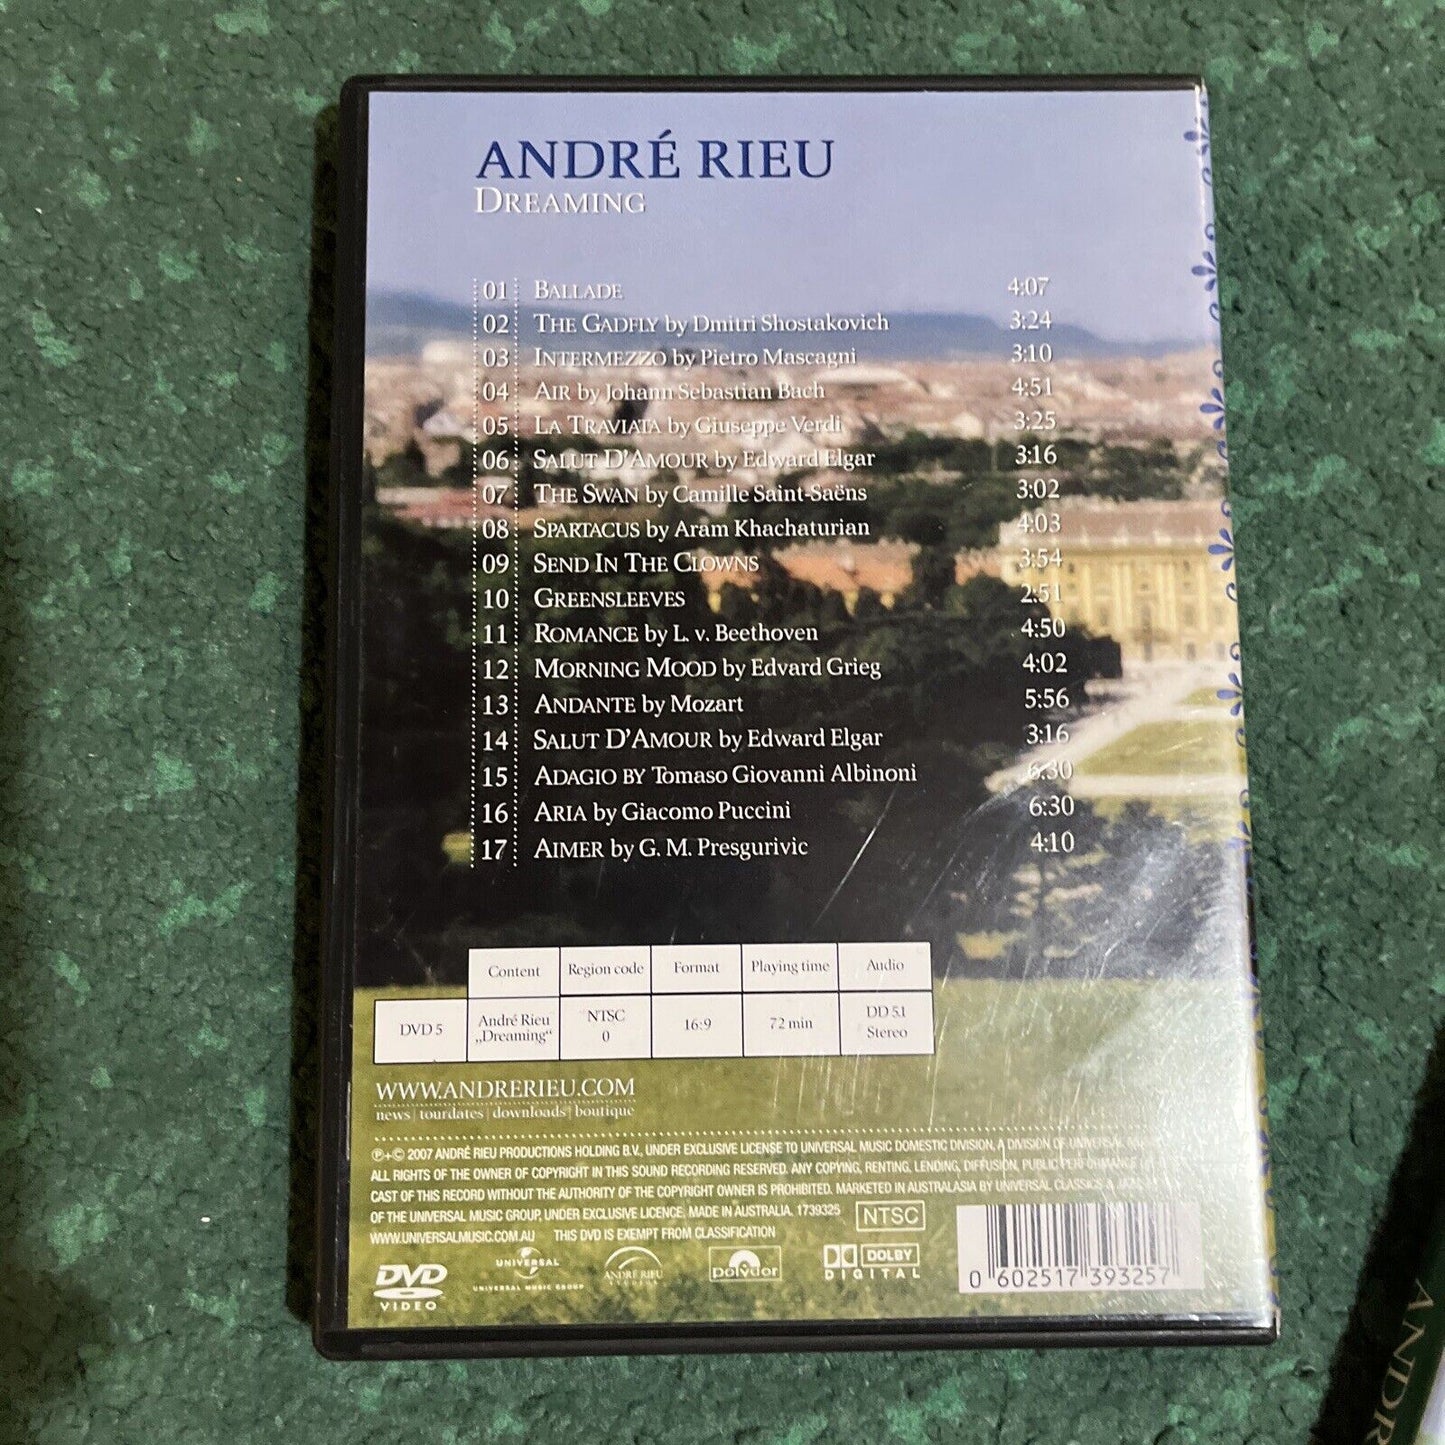 ANDRÉ RIEU
DREAMING
01 BALLADE 4:07
02 THE GADFLY by Dmitri Shostakovich 3:24
03 INTERMEZZO by Pietro Mascagni 3:10
04 AIR by Johann Sebastian Bach 4:51
05 LA TRAVIATA by Giuseppe Verdi 3:25
06 SALUT D'AMOUR by Edward Elgar 3:16
07 THE SWAN by Camille Saint-Saëns 3:02
08 SPARTACUS by Aram Khachaturian 4:03
09 SEND IN THE CLOWNS 3:54
10 GREENSLEEVES 2:51
11 ROMANCE by L. v. Beethoven 4:50
12 MORNING MOOD by Edvard Grieg 4:02
13 ANDANTE by Mozart 5:56
14 SALUT D'AMOUR by Edward Elgar 3:16
15 ADAGIO BY Tomaso Giovanni Albinoni 6:30
16 ARIA by Giacomo Puccini 6:30
17 AIMER by G. M. Presgurivic 4:10
Content Region code Format Playing time Audio
DVD 5 André Rieu „Dreaming“ NTSC 0 16:9 72 min DD 5.1 Stereo
WWW.ANDRERIEU.COM
news | tourdates | downloads | boutique
℗+© 2007 ANDRÉ RIEU PRODUCTIONS HOLDING B.V., UNDER EXCLUSIVE LICENSE TO UNIVERSAL MUSIC DOMESTIC DIVISION, A DIVISION OF UNIVERSAL
ALL RIGHTS OF THE OWNER OF COPYRIGHT IN THIS SOUND RECORDING RESERVED. ANY COPYING, RENTING, LENDING, DIFFUSION, PUBLIC PERFORMANCE
CAST OF THIS RECORD WITHOUT THE AUTHORITY OF THE COPYRIGHT OWNER IS PROHIBITED. MARKETED IN AUSTRALASIA BY UNIVERSAL CLASSICS & JAZZ
OF THE UNIVERSAL MUSIC GROUP, UNDER EXCLUSIVE LICENCE. MADE IN AUSTRALIA. 1739325 NTSC
WWW.UNIVERSALMUSIC.COM.AU THIS DVD IS EXEMPT FROM CLASSIFICATION
DVD VIDEO
UNIVERSAL
UNIVERSAL MUSIC GROUP
ANDRÉ RIEU
polydor
DOLBY
DIGITAL
0 602517 393257
ANDR